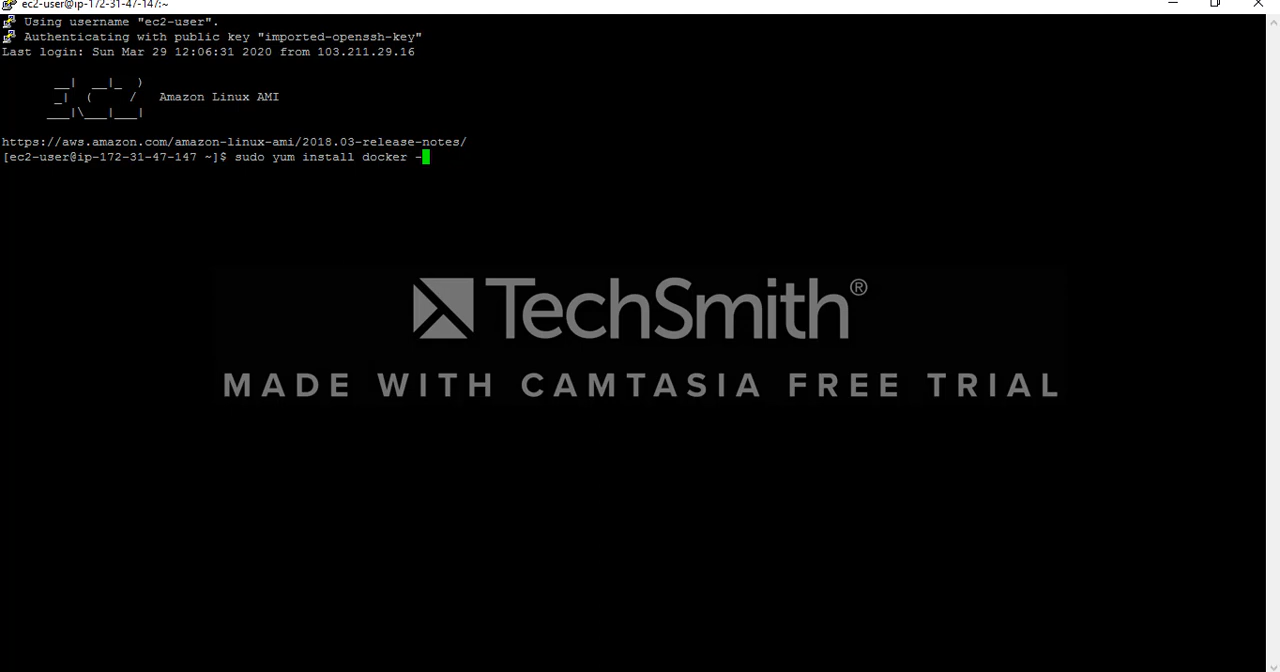 ec2-user@ip-172-31-47-147:~
Using username "ec2-user".
Authenticating with public key "imported-openssh-key"
Last login: Sun Mar 29 12:06:31 2020 from 103.211.29.16
__|  __|_  )
_|  (     /   Amazon Linux AMI
___|\___|___|
https://aws.amazon.com/amazon-linux-ami/2018.03-release-notes/
[ec2-user@ip-172-31-47-147 ~]$ sudo yum install docker -
TechSmith®
MADE WITH CAMTASIA FREE TRIAL